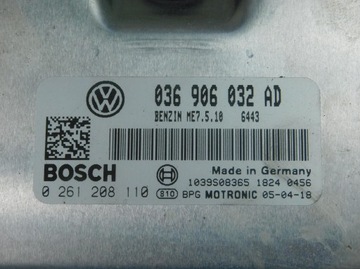 036 906 032 AD
BENZIN ME7.5.10 6443
BOSCH
Made in Germany
1039S08365 1824 0456
0 261 208 110
S10 BPG MOTRONIC 05-04-18